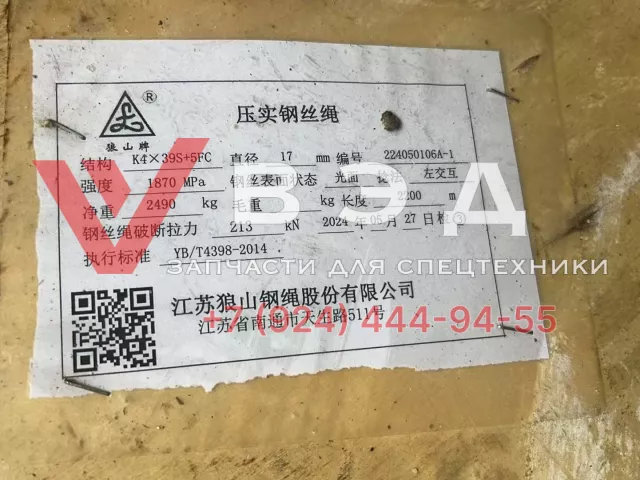 ®
狼山牌
压实钢丝绳
结构 K4×39S+5FC 直径 17 mm 编号 224050106A-1
强度 1870 MPa 钢丝表面状态 光面 捻法 左交互
净重 2490 kg 毛重 kg 长度 2200 m
钢丝绳破断拉力 213 kN 2024 年 05 月 27 日
执行标准 YB/T4398-2014
江苏狼山钢绳股份有限公司
江苏省南通市天生路511号
ВЭД
ЗАПЧАСТИ ДЛЯ СПЕЦТЕХНИКИ
+7 (924) 444-94-55